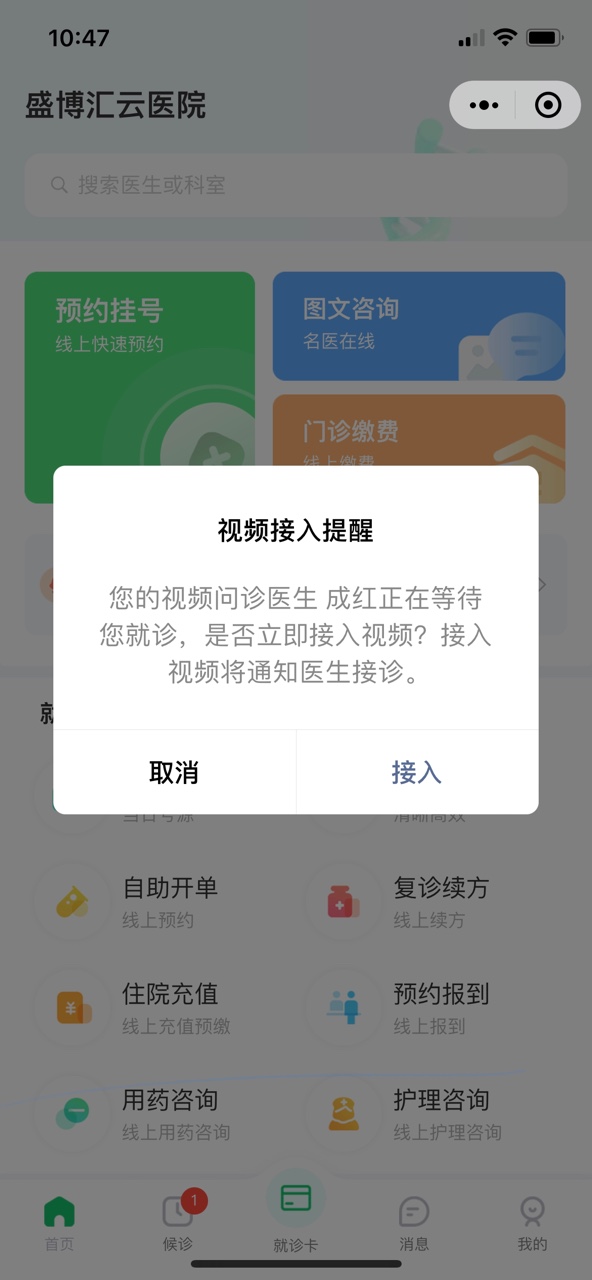 10:47
盛博汇云医院
搜索医生或科室
预约挂号
线上快速预约
图文咨询
名医在线
门诊缴费
线上缴费
视频接入提醒
您的视频问诊医生 成红正在等待
您就诊，是否立即接入视频？接入
视频将通知医生接诊。
取消
接入
当日号源
清晰高效
自助开单
线上预约
复诊续方
线上续方
住院充值
线上充值预缴
预约报到
线上报到
用药咨询
线上用药咨询
护理咨询
线上护理咨询
1
首页
候诊
就诊卡
消息
我的